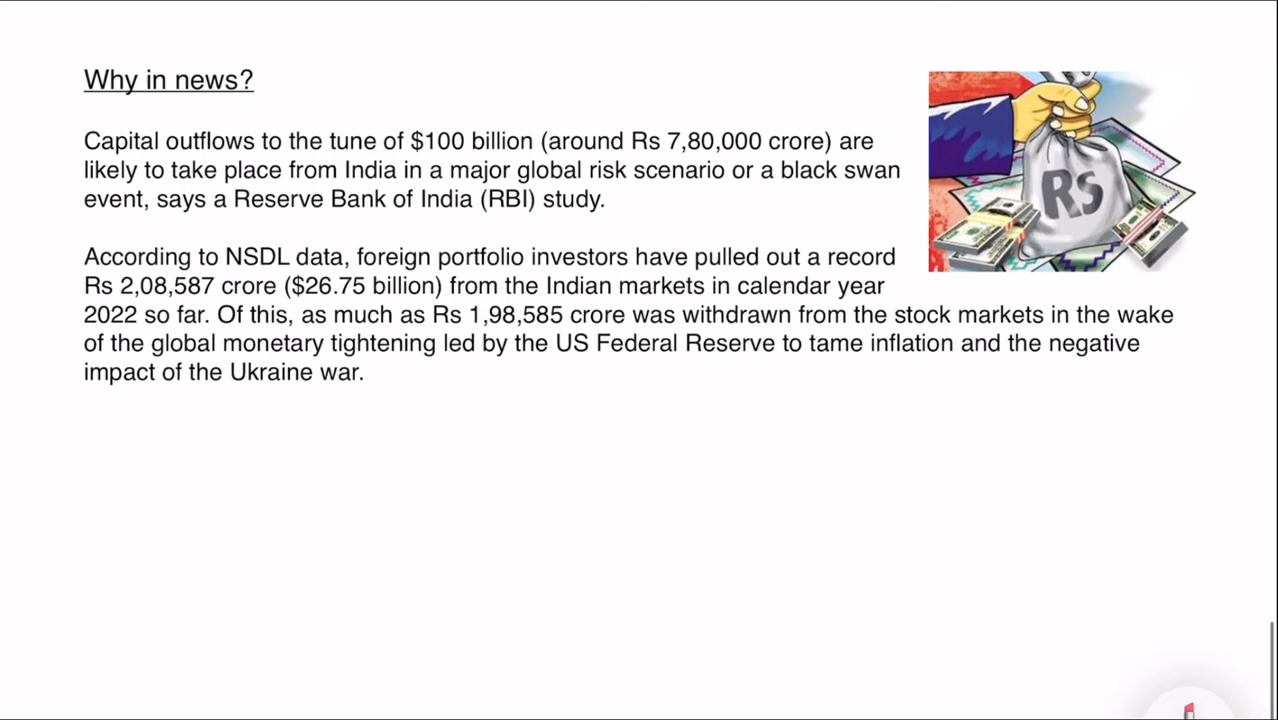 Why in news?
Capital outflows to the tune of $100 billion (around Rs 7,80,000 crore) are
likely to take place from India in a major global risk scenario or a black swan
event, says a Reserve Bank of India (RBI) study.
According to NSDL data, foreign portfolio investors have pulled out a record
Rs 2,08,587 crore ($26.75 billion) from the Indian markets in calendar year
2022 so far. Of this, as much as Rs 1,98,585 crore was withdrawn from the stock markets in the wake
of the global monetary tightening led by the US Federal Reserve to tame inflation and the negative
impact of the Ukraine war.
RS